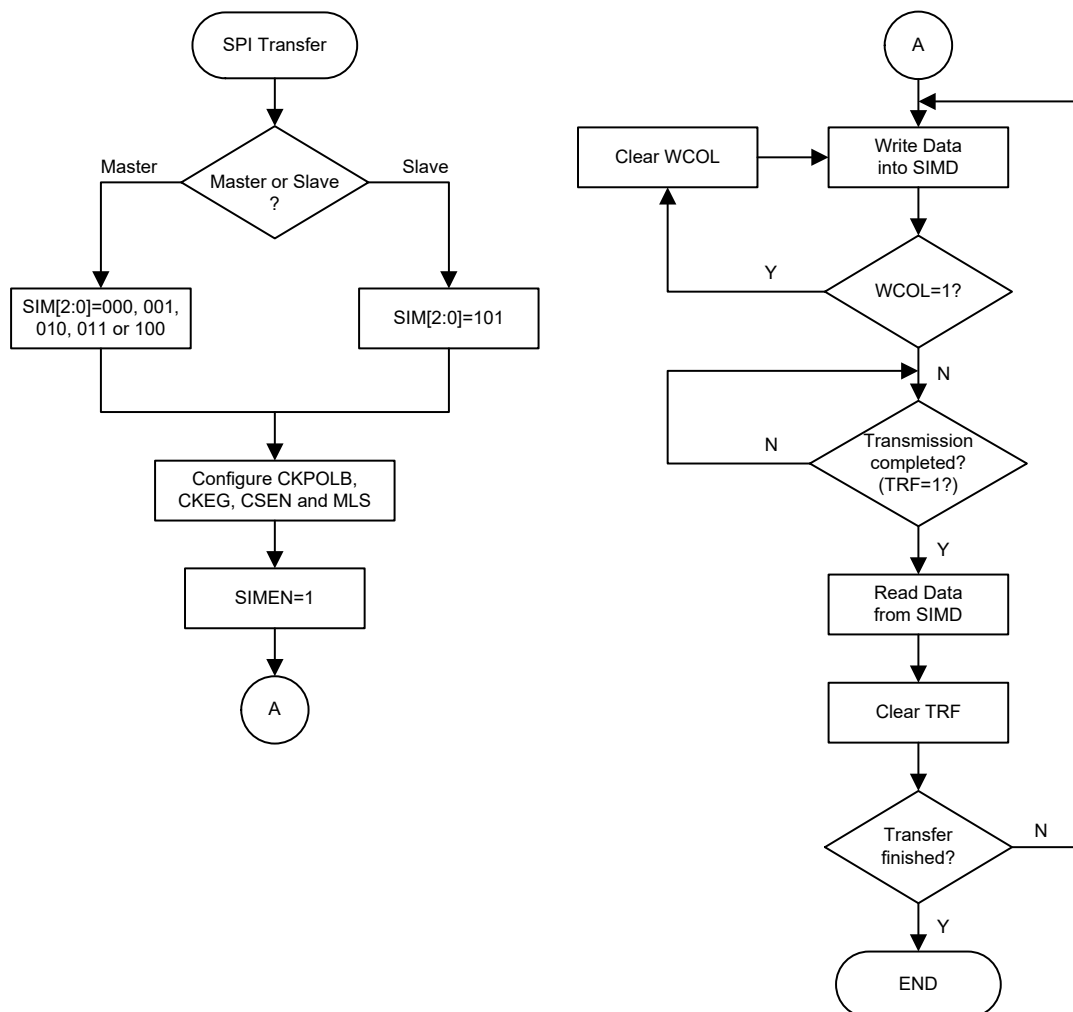 SPI Transfer
Master
Slave
Master or Slave
?
SIM[2:0]=000, 001,
010, 011 or 100
SIM[2:0]=101
Configure CKPOLB,
CKEG, CSEN and MLS
SIMEN=1
A
A
Clear WCOL
Write Data
into SIMD
Y
WCOL=1?
N
N
Transmission
completed?
(TRF=1?)
Y
Read Data
from SIMD
Clear TRF
Transfer
finished?
N
Y
END